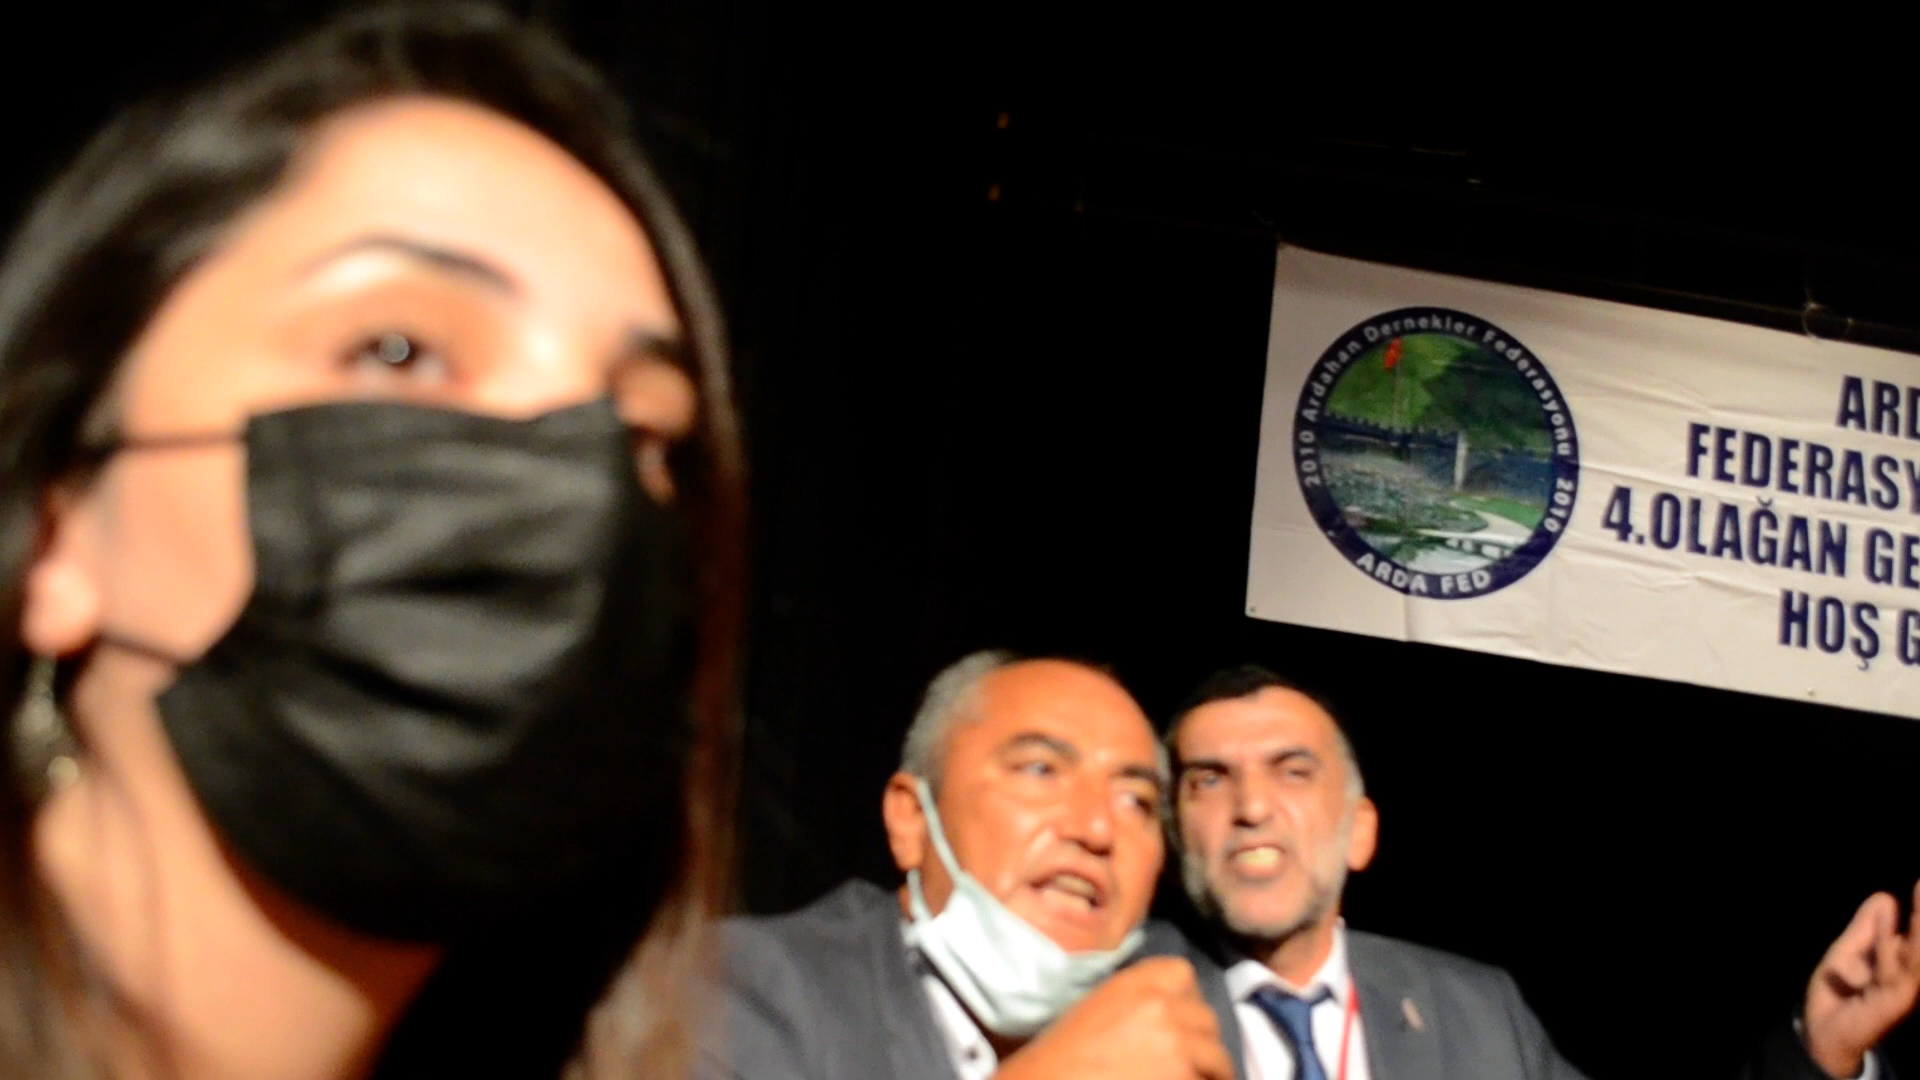 2010 Ardahan Dernekler Federasyonu 2010
ARDA FED
ARD
FEDERASY
4.OLAĞAN GE
HOŞ G